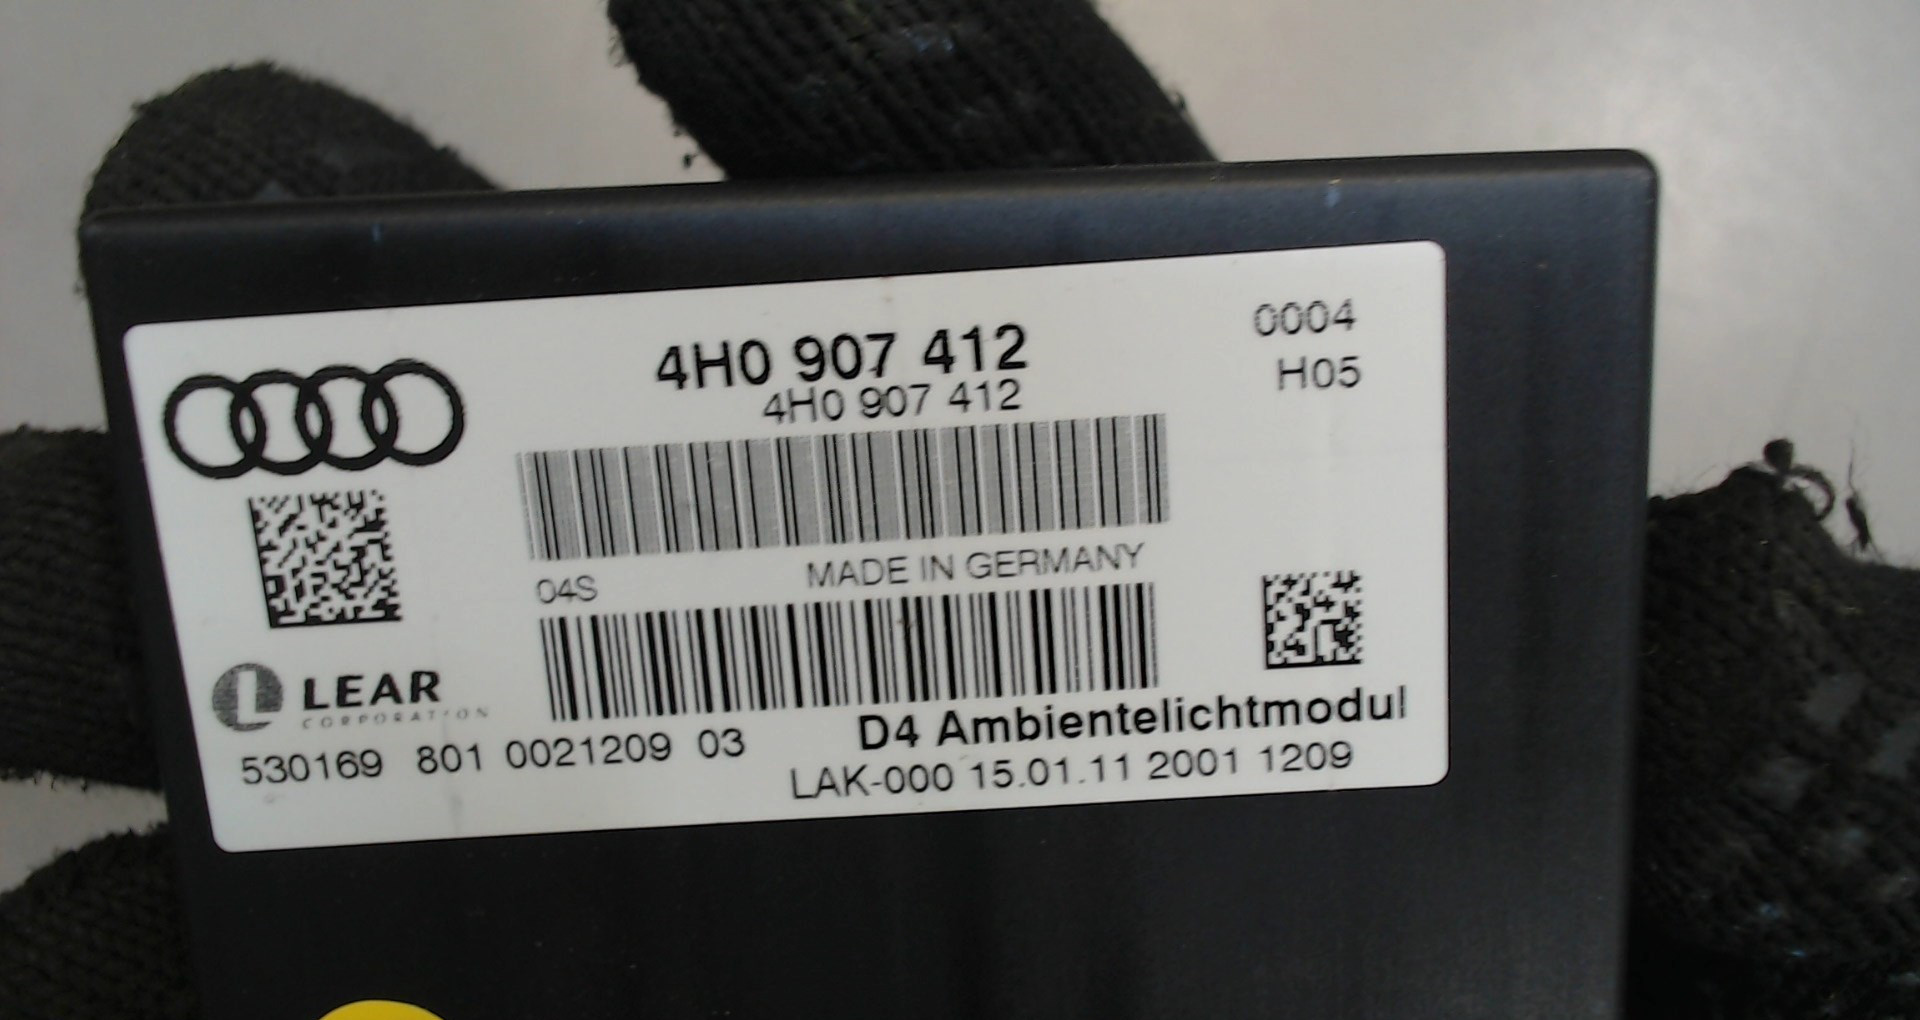 4H0 907 412
4H0 907 412
0004
H05
04S
MADE IN GERMANY
L LEAR
CORPORATION
530169 801 0021209 03
D4 Ambientelichtmodul
LAK-000 15.01.11 2001 1209